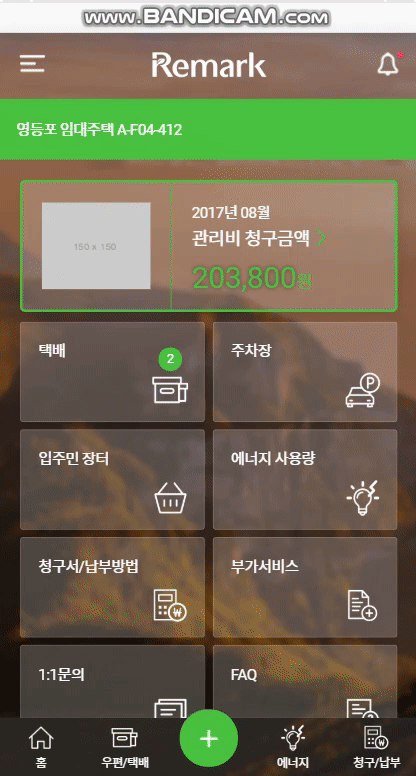 www.BANDICAM.com
Remark
영등포 임대주택 A-F04-412
150 x 150
2017년 08월
관리비 청구금액
203,800원
택배
2
주차장
P
입주민 장터
에너지 사용량
청구서/납부방법
₩
부가서비스
1:1문의
FAQ
홈
우편/택배
에너지
₩
청구/납부